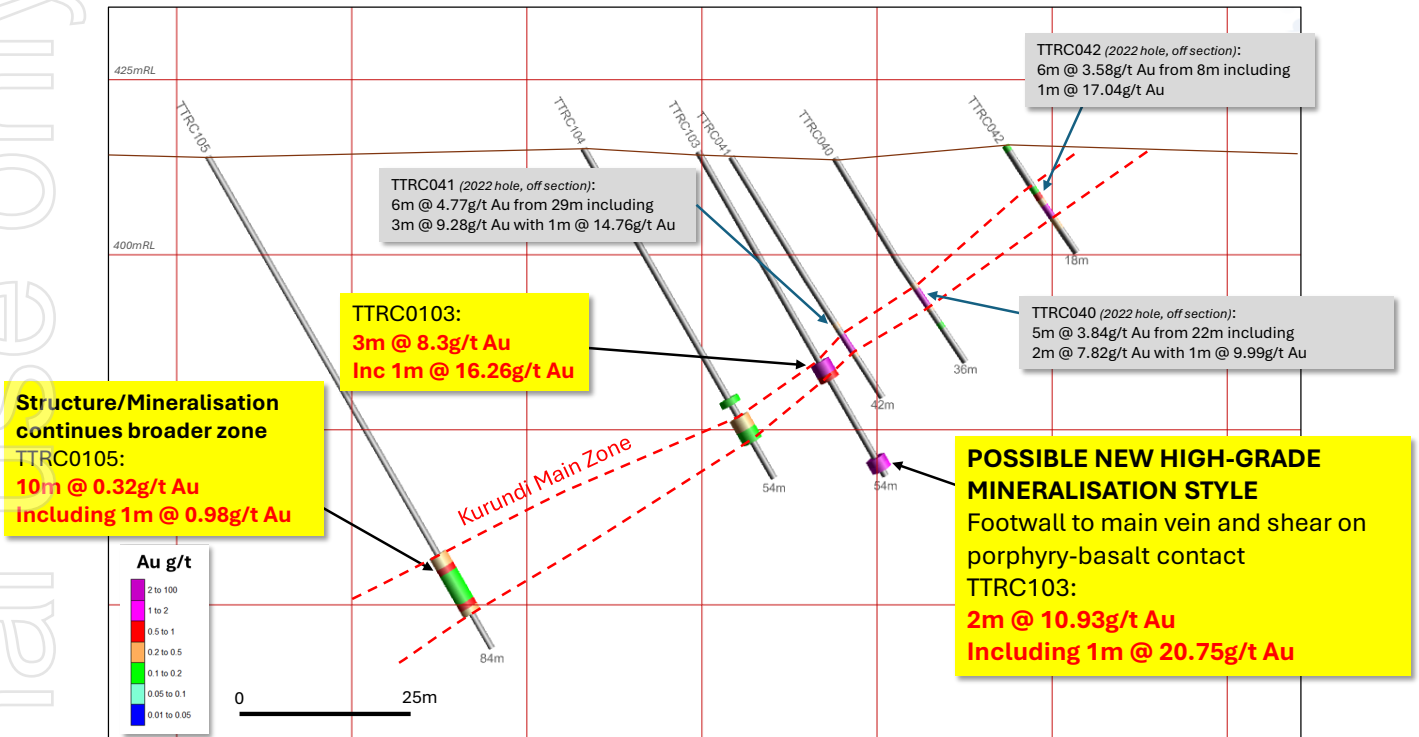 425mRL
400mRL
TTRC105
TTRC104
TTRC103
TTRC041
TTRC040
TTRC042
TTRC042 (2022 hole, off section):
6m @ 3.58g/t Au from 8m including
1m @ 17.04g/t Au
TTRC041 (2022 hole, off section):
6m @ 4.77g/t Au from 29m including
3m @ 9.28g/t Au with 1m @ 14.76g/t Au
18m
TTRC0103:
3m @ 8.3g/t Au
Inc 1m @ 16.26g/t Au
TTRC040 (2022 hole, off section):
5m @ 3.84g/t Au from 22m including
2m @ 7.82g/t Au with 1m @ 9.99g/t Au
36m
42m
Structure/Mineralisation
continues broader zone
TTRC0105:
10m @ 0.32g/t Au
Including 1m @ 0.98g/t Au
Kurundi Main Zone
54m
54m
POSSIBLE NEW HIGH-GRADE
MINERALISATION STYLE
Footwall to main vein and shear on
porphyry-basalt contact
TTRC103:
2m @ 10.93g/t Au
Including 1m @ 20.75g/t Au
84m
Au g/t
2 to 100
1 to 2
0.5 to 1
0.2 to 0.5
0.1 to 0.2
0.05 to 0.1
0.01 to 0.05
0
25m
use only